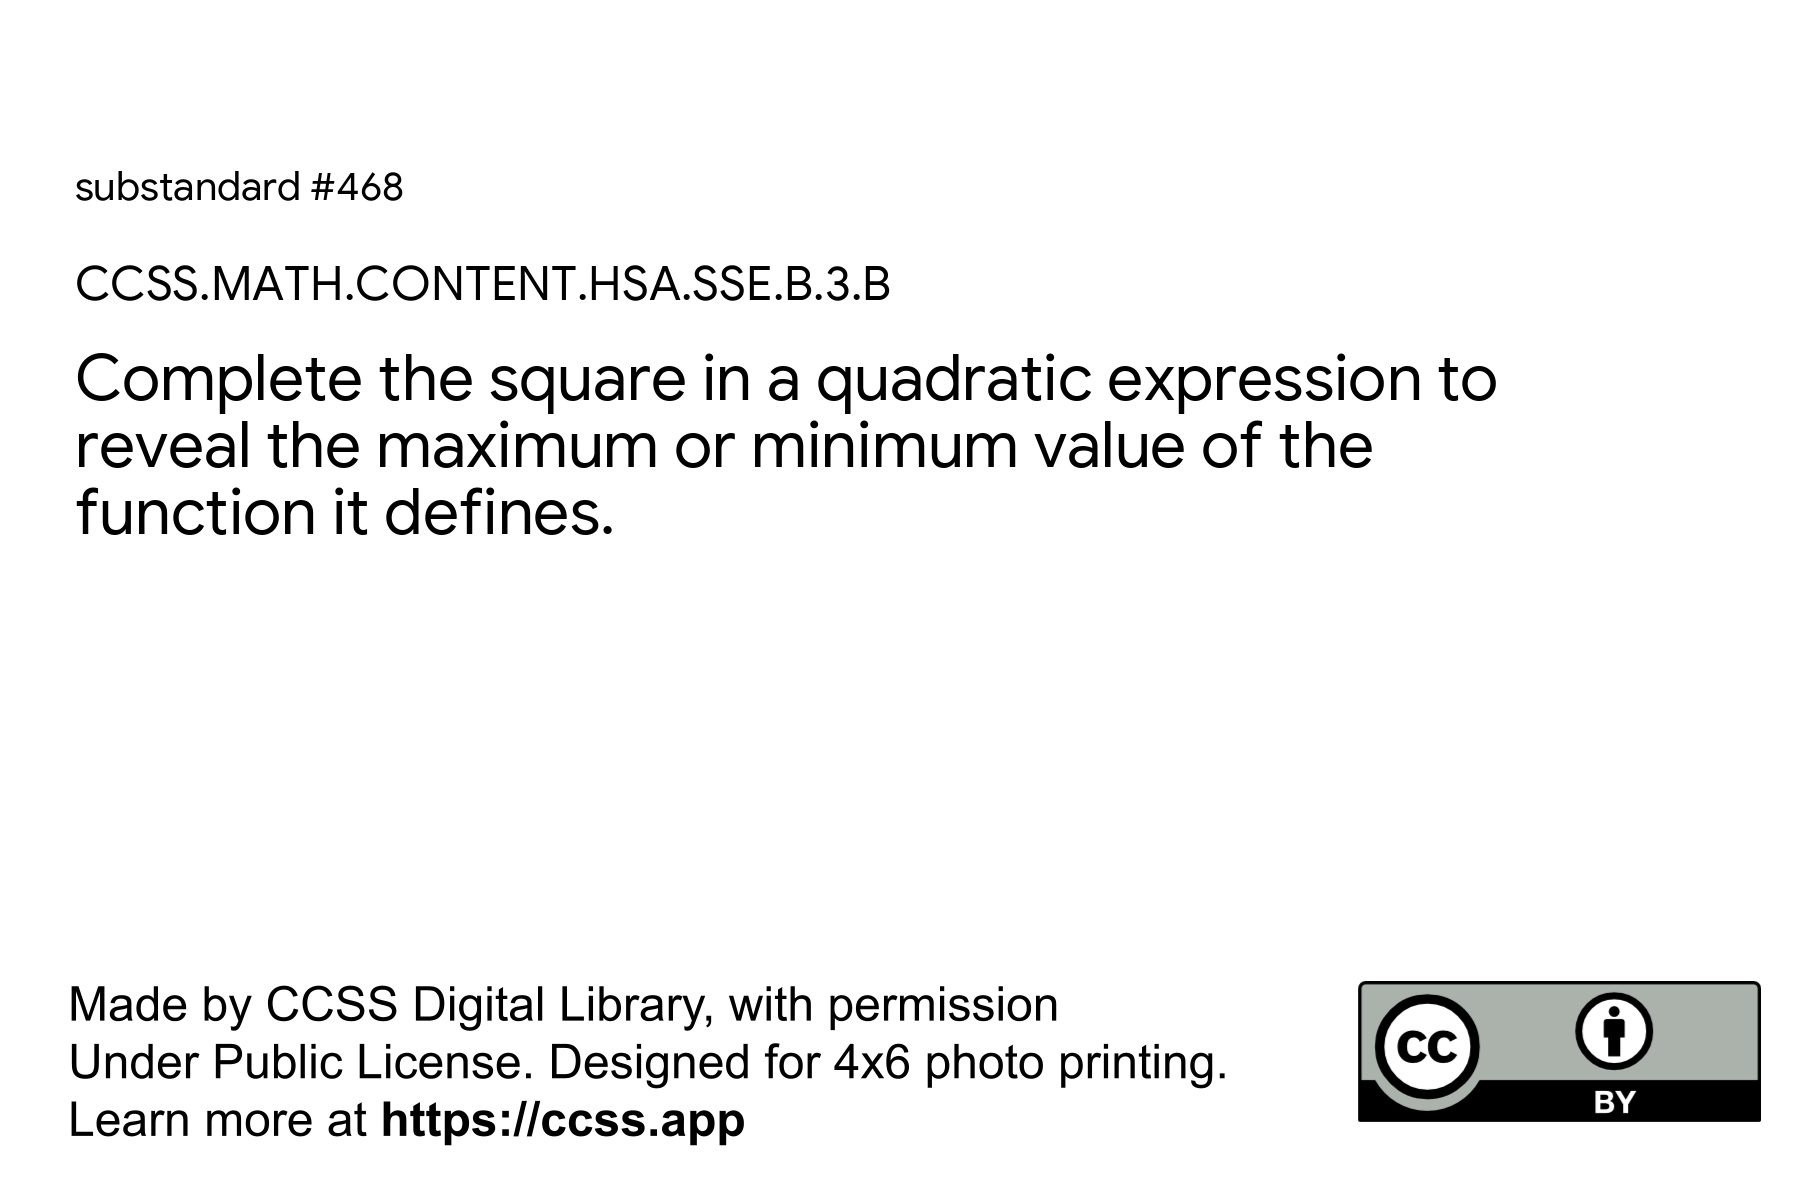 substandard #468
CCSS.MATH.CONTENT.HSA.SSE.B.3.B
Complete the square in a quadratic expression to
reveal the maximum or minimum value of the
function it defines.
Made by CCSS Digital Library, with permission
Under Public License. Designed for 4x6 photo printing.
Learn more at https://ccss.app
CC
BY